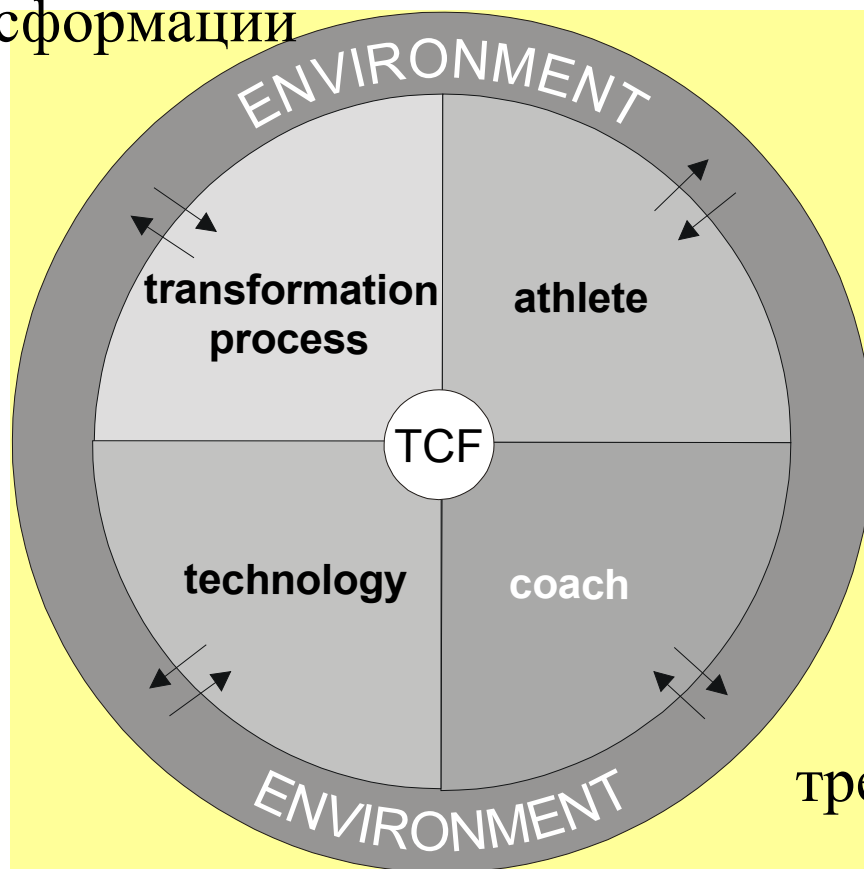 сформации
ENVIRONMENT
transformation
process
athlete
TCF
technology
coach
тре
ENVIRONMENT